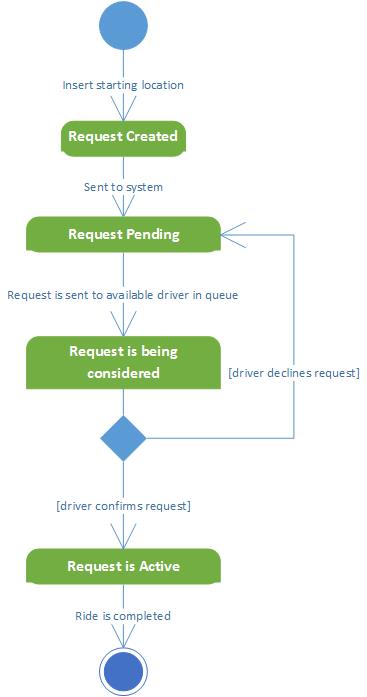 Insert starting location
Request Created
Sent to system
Request Pending
Request is sent to available driver in queue
Request is being
considered
[driver declines request]
[driver confirms request]
Request is Active
Ride is completed